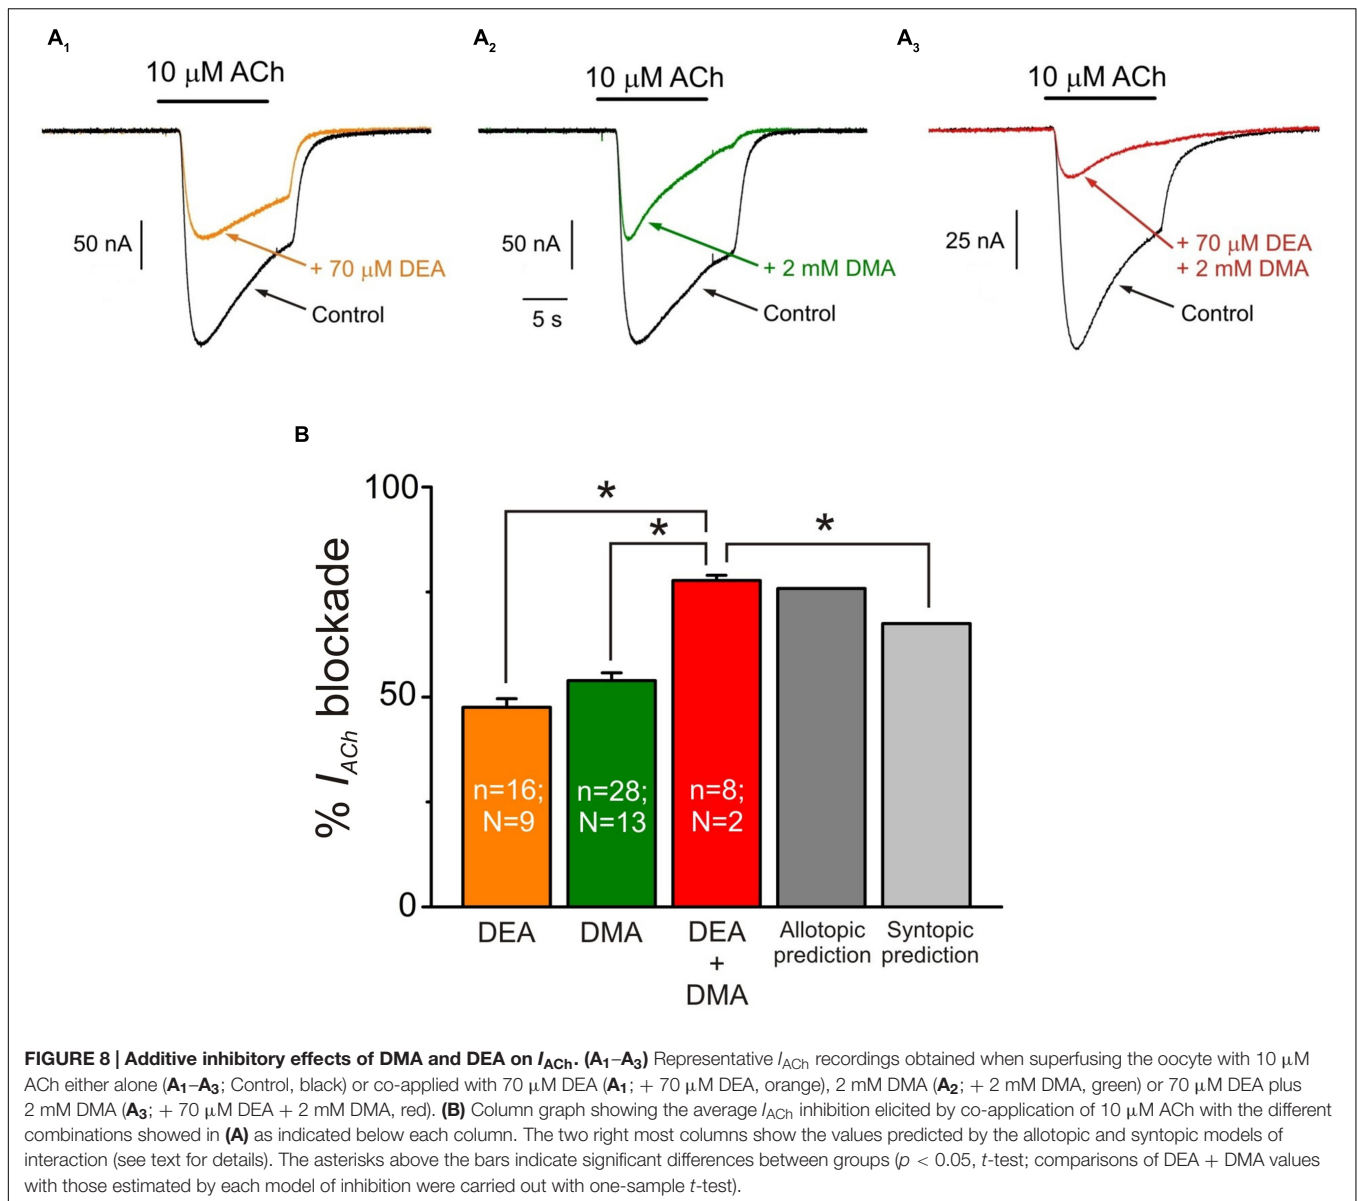 A1
A2
A3
10 μM ACh
10 μM ACh
10 μM ACh
50 nA
+ 70 μM DEA
Control
50 nA
+ 2 mM DMA
Control
5 s
25 nA
+ 70 μM DEA
+ 2 mM DMA
Control
B
% IACh blockade
100
50
0
*
*
*
n=16;
N=9
n=28;
N=13
n=8;
N=2
DEA
DMA
DEA
+
DMA
Allotopic
prediction
Syntopic
prediction
FIGURE 8 | Additive inhibitory effects of DMA and DEA on IACh. (A1–A3) Representative IACh recordings obtained when superfusing the oocyte with 10 μM
ACh either alone (A1–A3; Control, black) or co-applied with 70 μM DEA (A1; + 70 μM DEA, orange), 2 mM DMA (A2; + 2 mM DMA, green) or 70 μM DEA plus
2 mM DMA (A3; + 70 μM DEA + 2 mM DMA, red). (B) Column graph showing the average IACh inhibition elicited by co-application of 10 μM ACh with the different
combinations showed in (A) as indicated below each column. The two right most columns show the values predicted by the allotopic and syntopic models of
interaction (see text for details). The asterisks above the bars indicate significant differences between groups (p < 0.05, t-test; comparisons of DEA + DMA values
with those estimated by each model of inhibition were carried out with one-sample t-test).